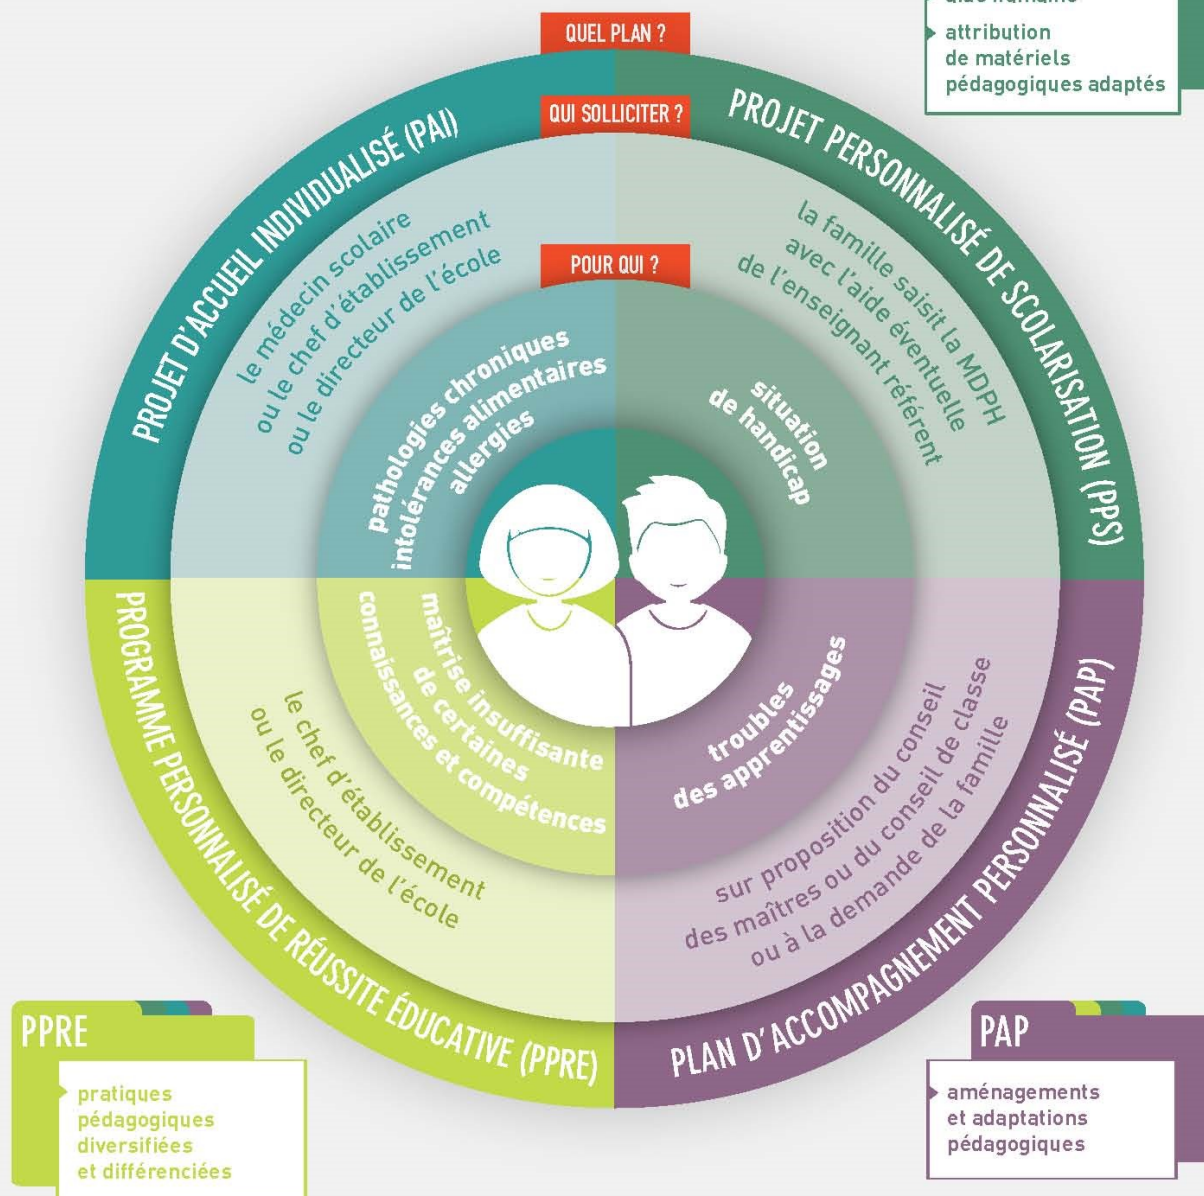 QUEL PLAN ?
attribution
de matériels
pédagogiques adaptés
QUI SOLLICITER ?
PROJET D'ACCUEIL INDIVIDUALISÉ (PAI)
le médecin scolaire
ou le chef d'établissement
ou le directeur de l'école
PROJET PERSONNALISÉ DE SCOLARISATION (PPS)
la famille saisit la MDPH
avec l'aide éventuelle
de l'enseignant référent
POUR QUI ?
pathologies chroniques
intolérances alimentaires
allergies
situation
de handicap
maîtrise insuffisante
de certaines
connaissances et compétences
troubles
des apprentissages
le chef d'établissement
ou le directeur de l'école
sur proposition du conseil
des maîtres ou du conseil de classe
ou à la demande de la famille
PROGRAMME PERSONNALISÉ DE RÉUSSITE ÉDUCATIVE (PPRE)
PLAN D'ACCOMPAGNEMENT PERSONNALISÉ (PAP)
PPRE
pratiques
pédagogiques
diversifiées
et différenciées
PAP
aménagements
et adaptations
pédagogiques